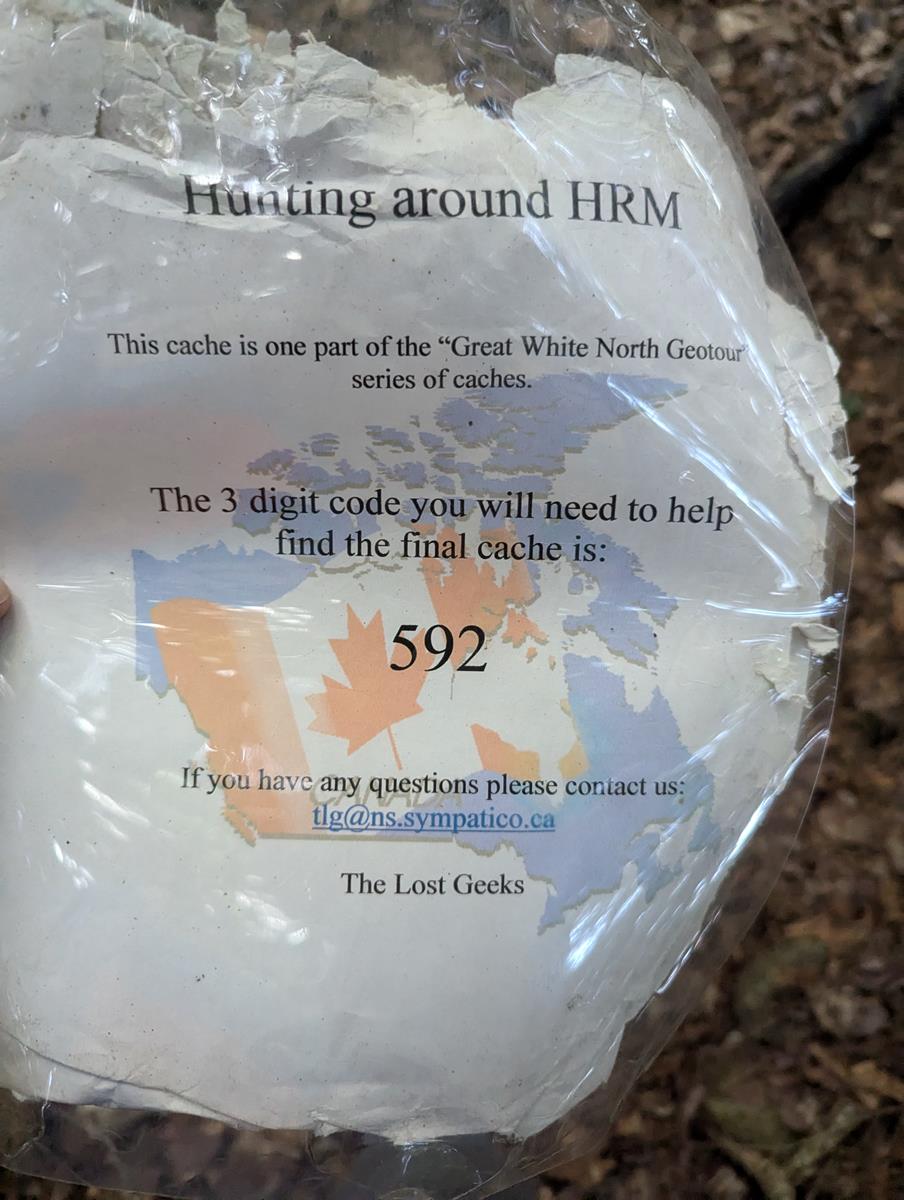 Hunting around HRM
This cache is one part of the “Great White North Geotour”
series of caches.
The 3 digit code you will need to help
find the final cache is:
592
If you have any questions please contact us:
CANADA
tlg@ns.sympatico.ca
The Lost Geeks